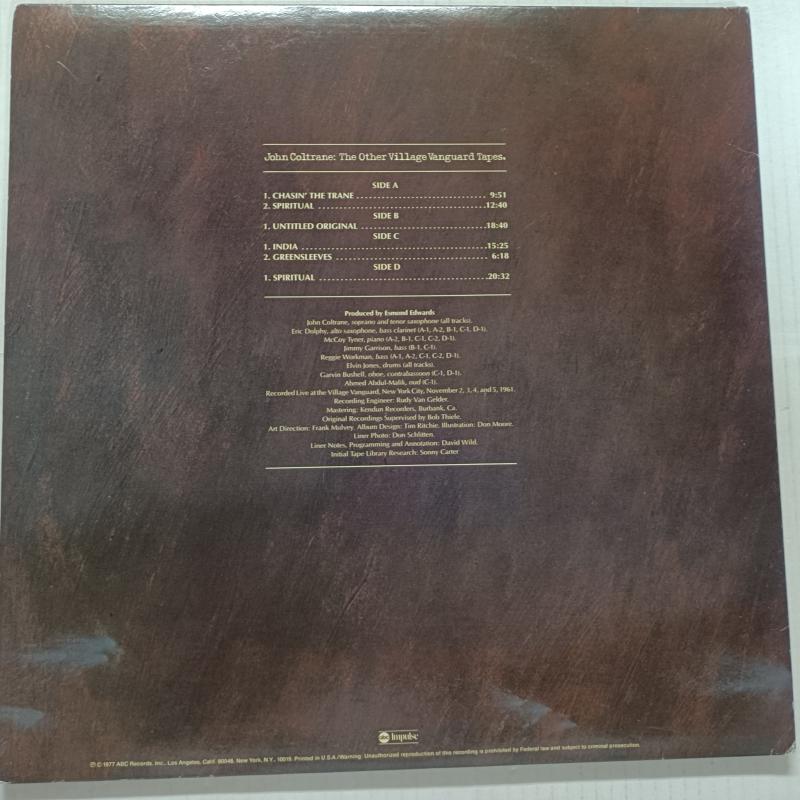 John Coltrane: The Other Village Vanguard Tapes.
SIDE A
1. CHASIN' THE TRANE ........................... 9:51
2. SPIRITUAL ....................................12:40
SIDE B
1. UNTITLED ORIGINAL ..........................18:40
SIDE C
1. INDIA ........................................15:25
2. GREENSLEEVES ................................ 6:18
SIDE D
1. SPIRITUAL ....................................20:32
Produced by Esmond Edwards
John Coltrane, soprano and tenor saxophone (all tracks).
Eric Dolphy, alto saxophone, bass clarinet (A-1, A-2, B-1, C-1, D-1).
McCoy Tyner, piano (A-2, B-1, C-1, C-2, D-1).
Jimmy Garrison, bass (B-1, C-1).
Reggie Workman, bass (A-1, A-2, C-1, C-2, D-1).
Elvin Jones, drums (all tracks).
Garvin Bushell, oboe, contrabassoon (C-1, D-1).
Ahmed Abdul-Malik, oud (C-1).
Recorded Live at the Village Vanguard, New York City, November 2, 3, 4, and 5, 1961.
Recording Engineer: Rudy Van Gelder.
Mastering: Kendun Recorders, Burbank, Ca.
Original Recordings Supervised by Bob Thiele.
Art Direction: Frank Mulvey. Album Design: Tim Ritchie. Illustration: Don Moore.
Liner Photo: Don Schlitten.
Liner Notes, Programming and Annotation: David Wild.
Initial Tape Library Research: Sonny Carter
abc Impulse
℗ © 1977 ABC Records, Inc., Los Angeles, Calif. 90048, New York, N.Y., 10019. Printed in U.S.A./Warning: Unauthorized reproduction of this recording is prohibited by Federal law and subject to criminal prosecution.